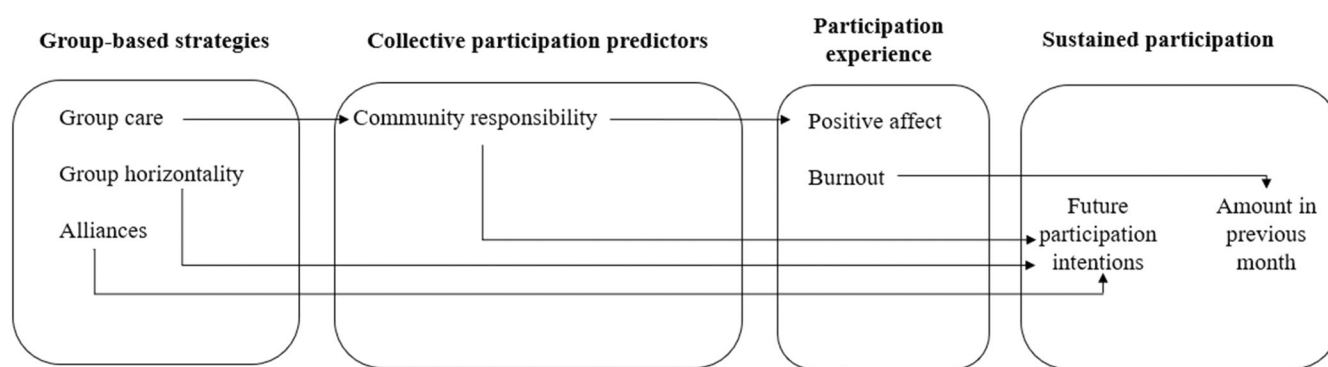 Group-based strategies
Collective participation predictors
Participation
experience
Sustained participation
Group care
Community responsibility
Positive affect
Group horizontality
Burnout
Alliances
Future
participation
intentions
Amount in
previous
month